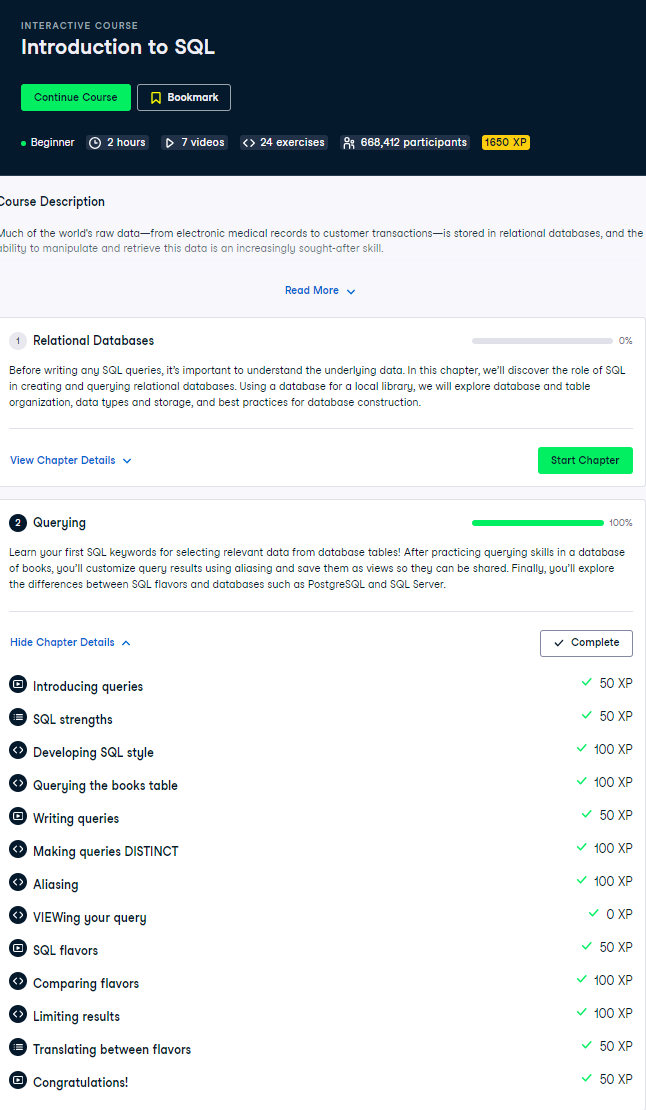 INTERACTIVE COURSE
Introduction to SQL
Continue Course
Bookmark
Beginner 2 hours 7 videos 24 exercises 668,412 participants 1650 XP
Course Description
Much of the world's raw data—from electronic medical records to customer transactions—is stored in relational databases, and the
ability to manipulate and retrieve this data is an increasingly sought-after skill.
Read More
1 Relational Databases 0%
Before writing any SQL queries, it's important to understand the underlying data. In this chapter, we'll discover the role of SQL
in creating and querying relational databases. Using a database for a local library, we will explore database and table
organization, data types and storage, and best practices for database construction.
View Chapter Details Start Chapter
2 Querying 100%
Learn your first SQL keywords for selecting relevant data from database tables! After practicing querying skills in a database
of books, you'll customize query results using aliasing and save them as views so they can be shared. Finally, you'll explore
the differences between SQL flavors and databases such as PostgreSQL and SQL Server.
Hide Chapter Details Complete
Introducing queries 50 XP
SQL strengths 50 XP
Developing SQL style 100 XP
Querying the books table 100 XP
Writing queries 50 XP
Making queries DISTINCT 100 XP
Aliasing 100 XP
VIEWing your query 0 XP
SQL flavors 50 XP
Comparing flavors 100 XP
Limiting results 100 XP
Translating between flavors 50 XP
Congratulations! 50 XP